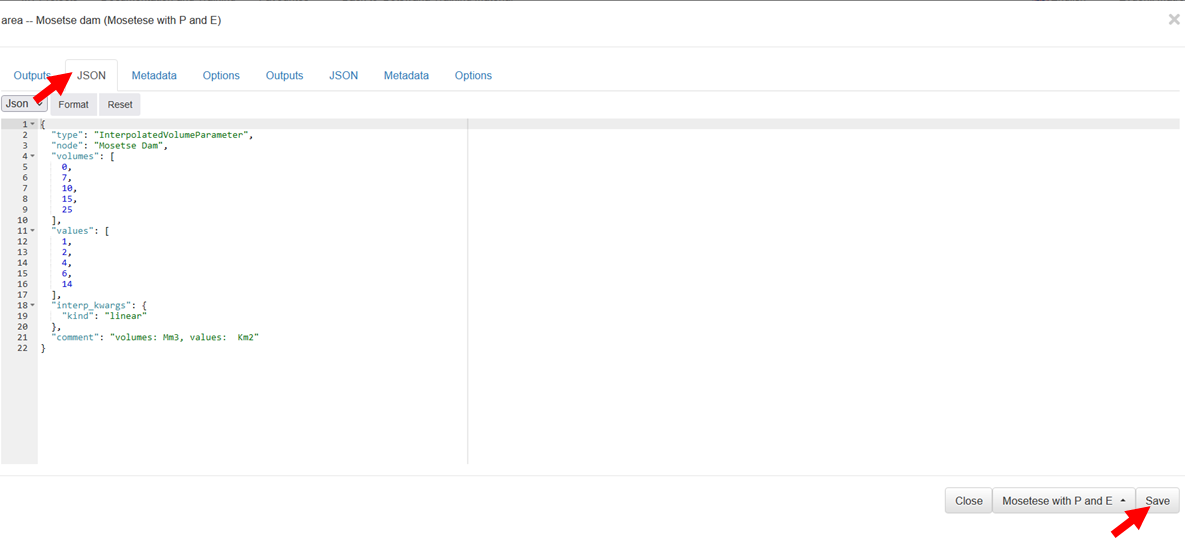 area -- Mosetse dam (Mosetese with P and E)
×
Outputs JSON Metadata Options Outputs JSON Metadata Options
Json Format Reset
1 {
2 "type": "InterpolatedVolumeParameter",
3 "node": "Mosetse Dam",
4 "volumes": [
5 0,
6 7,
7 10,
8 15,
9 25
10 ],
11 "values": [
12 1,
13 2,
14 4,
15 6,
16 14
17 ],
18 "interp_kwargs": {
19 "kind": "linear"
20 },
21 "comment": "volumes: Mm3, values:  Km2"
22 }
Close Mosetese with P and E Save